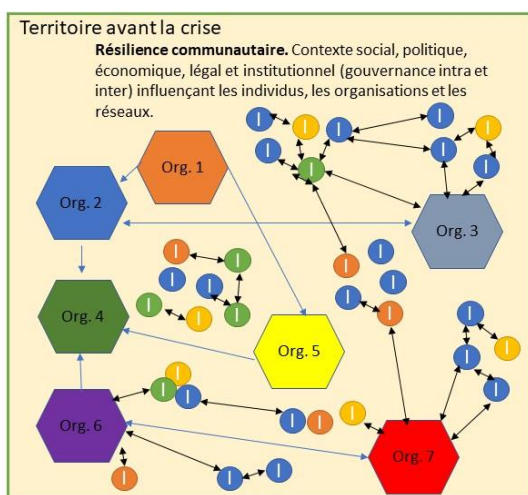 Territoire avant la crise
Résilience communautaire. Contexte social, politique,
économique, légal et institutionnel (gouvernance intra et
inter) influençant les individus, les organisations et les
réseaux.
I
I
I
I
I
I
I
I
I
Org. 1
Org. 2
Org. 3
I
I
I
I
I
I
I
I
I
I
I
I
Org. 4
I
I
Org. 5
I
I
I
I
I
I
I
I
Org. 6
Org. 7
I
I
I